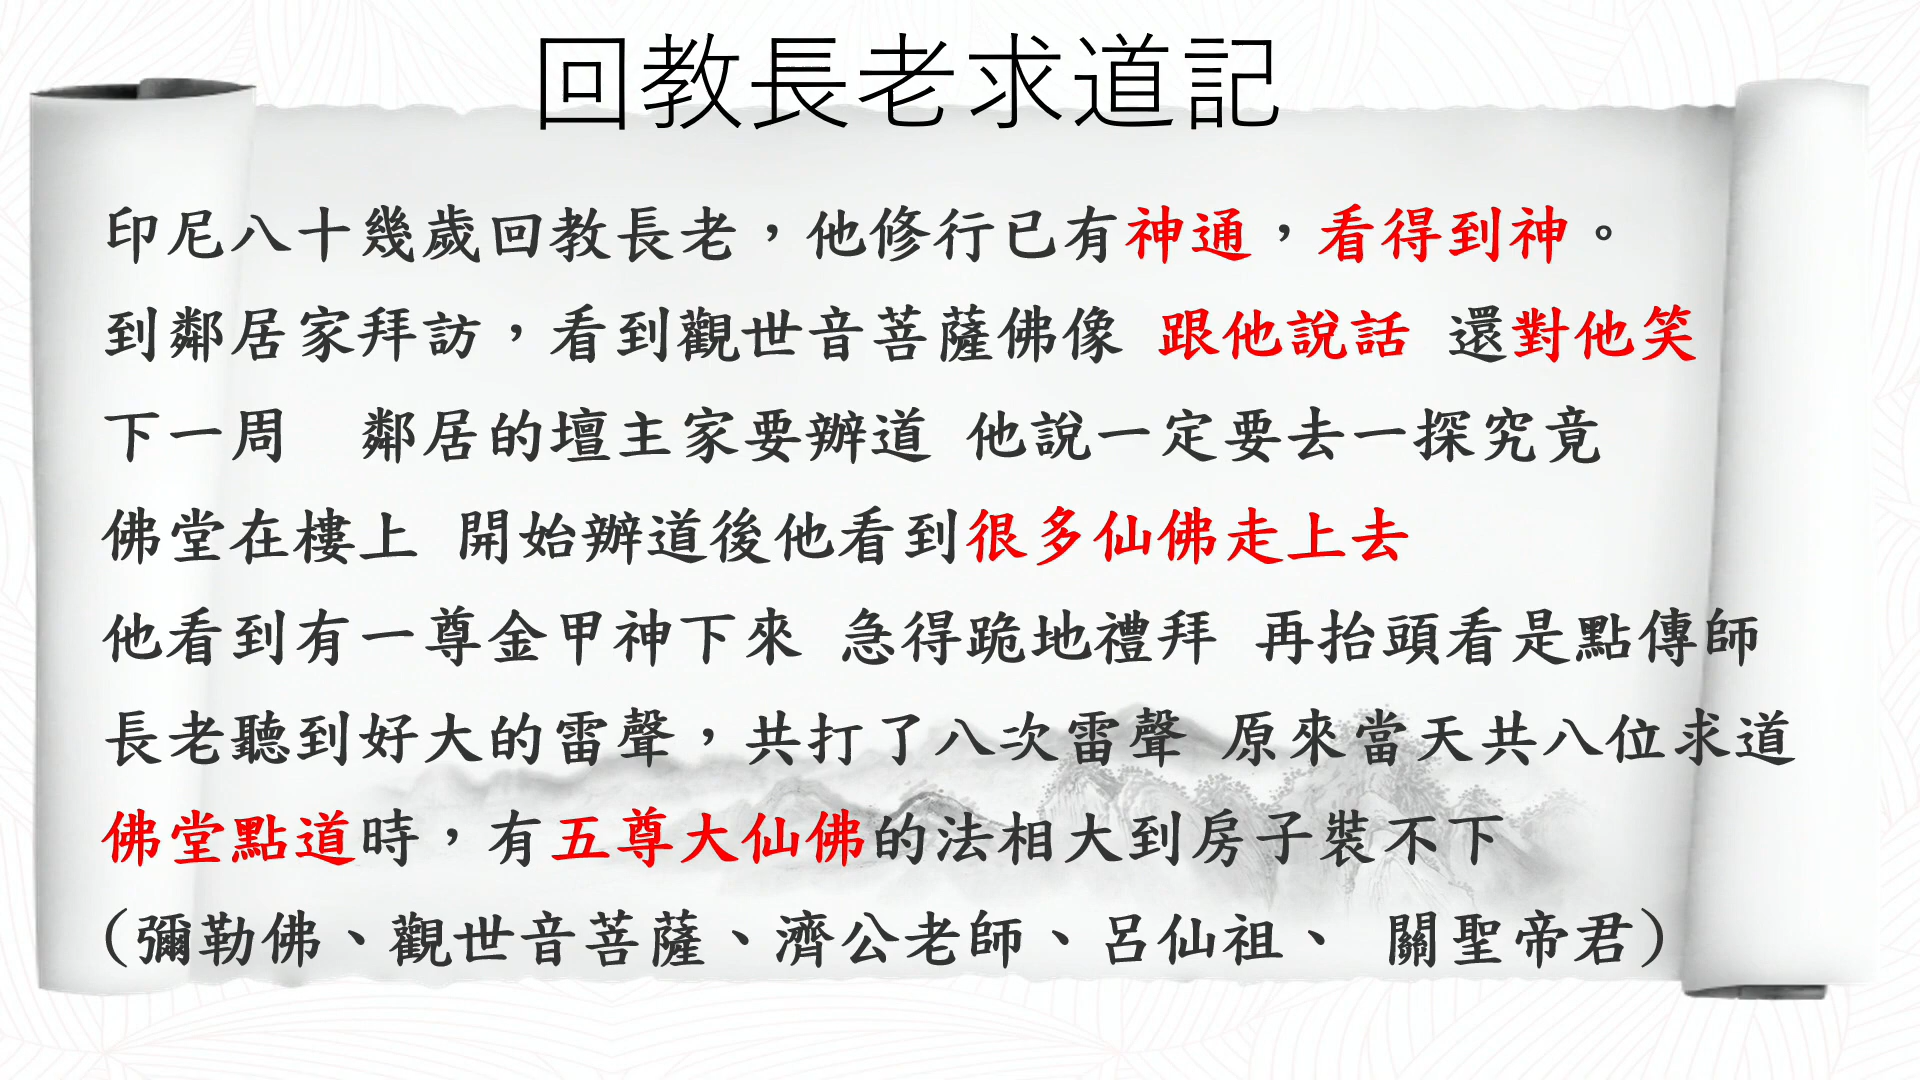 回教長老求道記
印尼八十幾歲回教長老，他修行已有神通，看得到神。
到鄰居家拜訪，看到觀世音菩薩佛像 跟他說話 還對他笑
下一周　鄰居的壇主家要辦道 他說一定要去一探究竟
佛堂在樓上 開始辦道後他看到很多仙佛走上去
他看到有一尊金甲神下來 急得跪地禮拜 再抬頭看是點傳師
長老聽到好大的雷聲，共打了八次雷聲 原來當天共八位求道
佛堂點道時，有五尊大仙佛的法相大到房子裝不下
(彌勒佛、觀世音菩薩、濟公老師、呂仙祖、 關聖帝君)